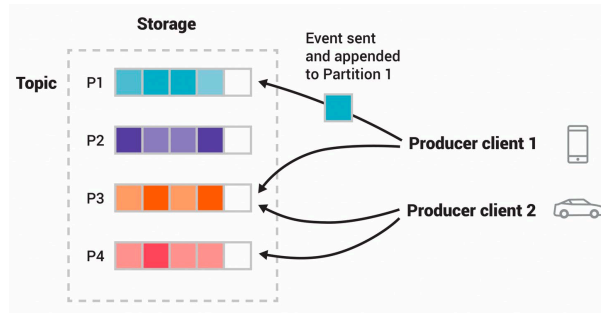 Storage
Event sent
and appended
to Partition 1
Topic
P1
P2
Producer client 1
P3
Producer client 2
P4